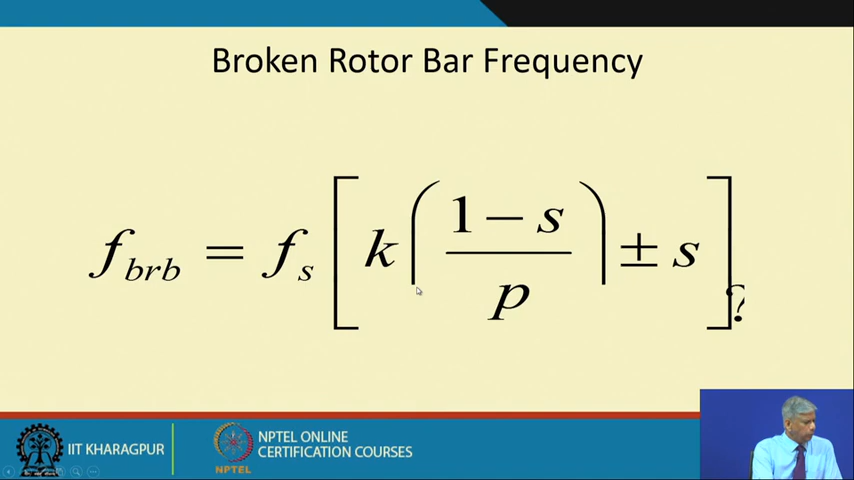 Broken Rotor Bar Frequency
f_brb = f_s [ k ( (1 − s) / p ) ± s ] ?
IIT KHARAGPUR
NPTEL
NPTEL ONLINE
CERTIFICATION COURSES